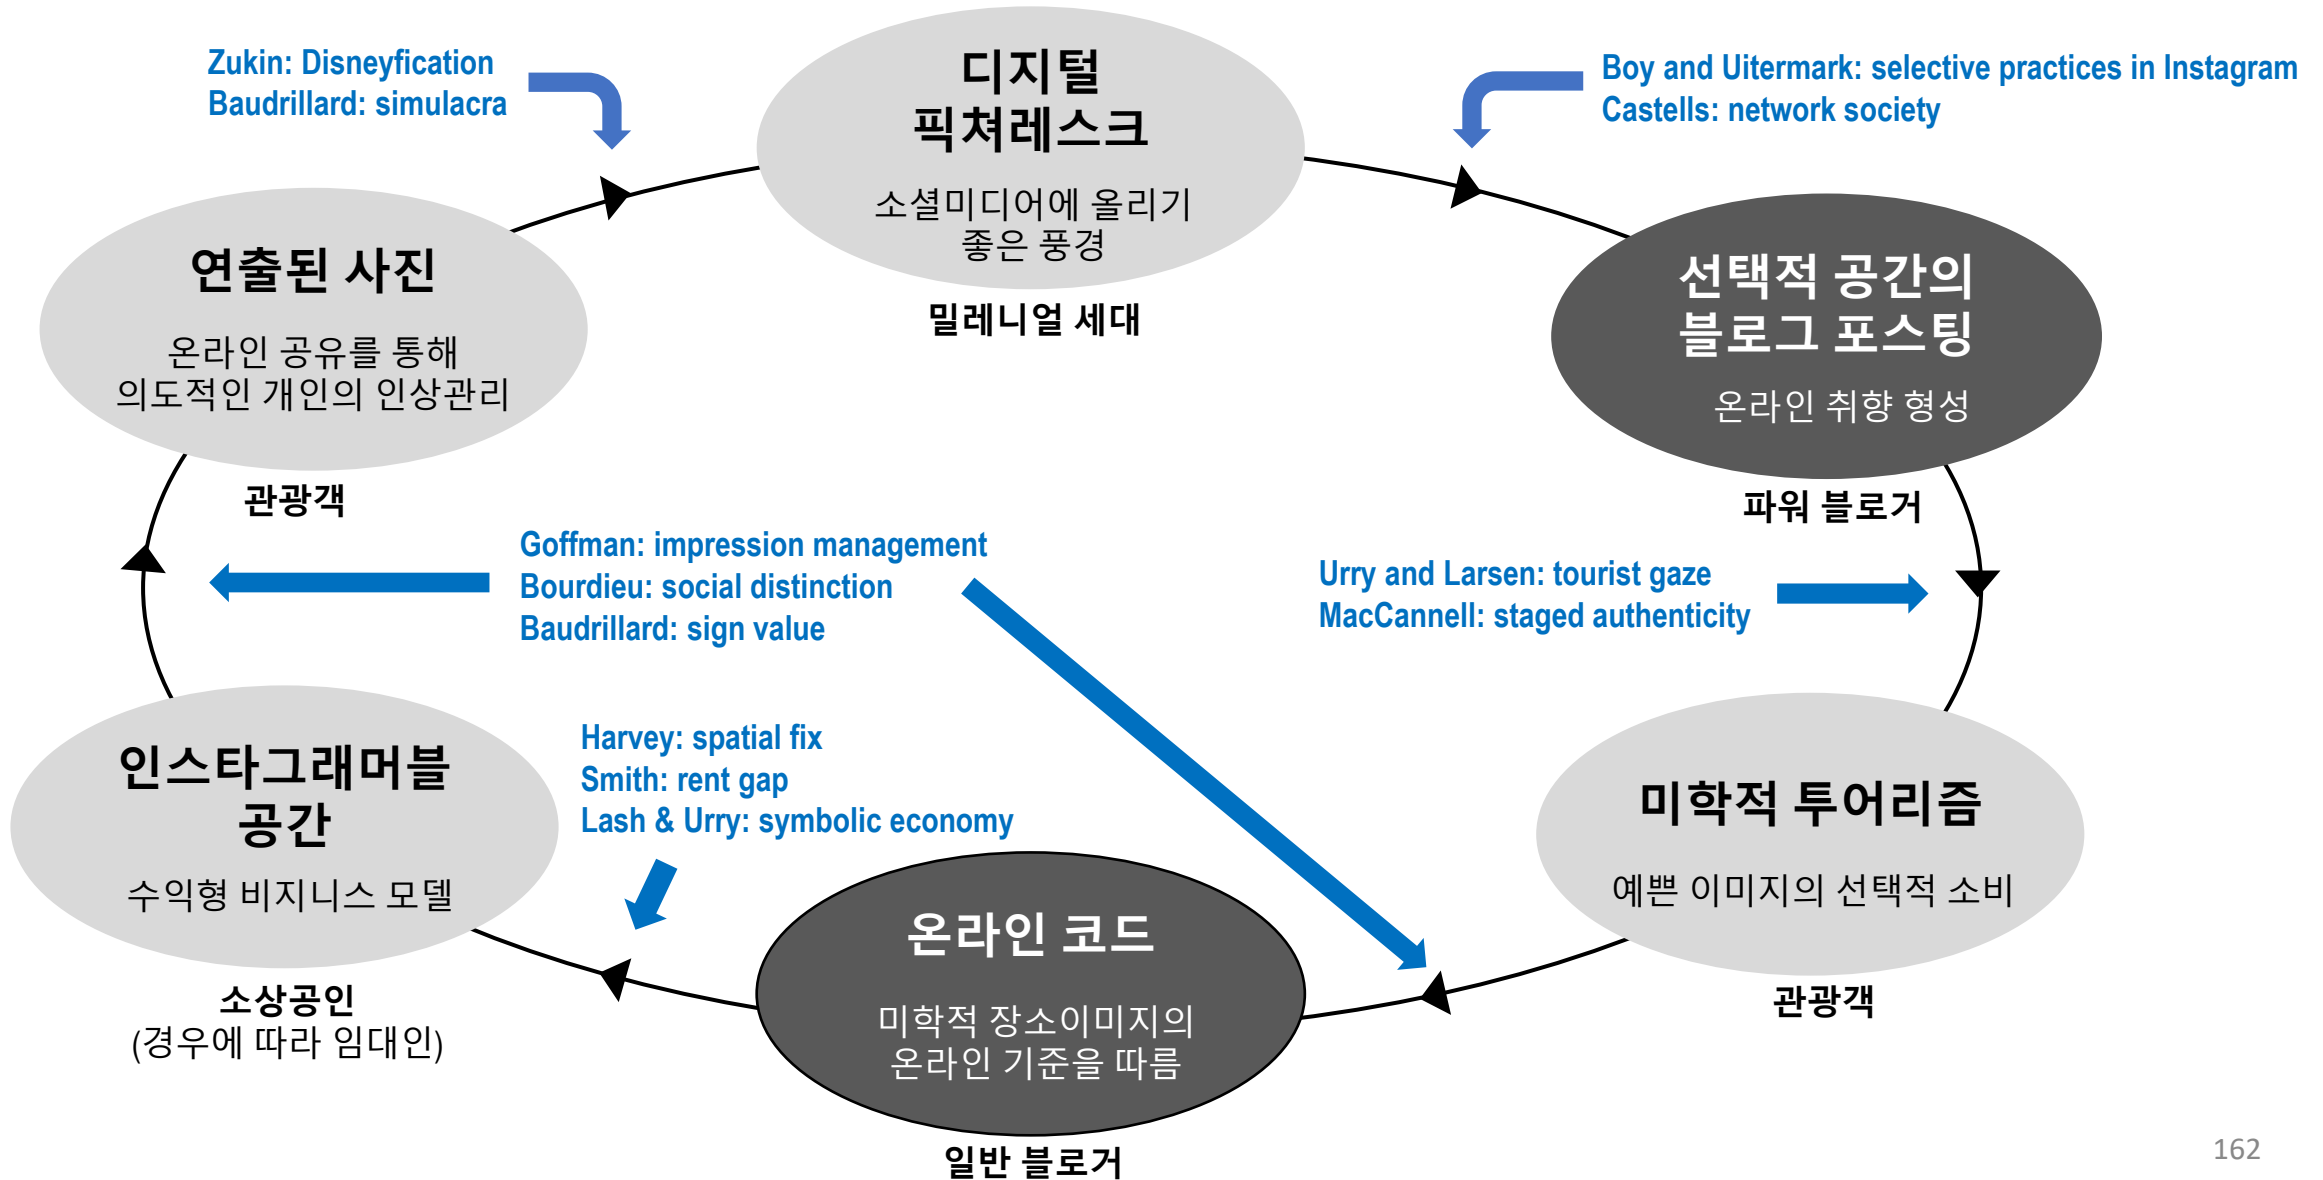 Zukin: Disneyfication
Baudrillard: simulacra
디지털
픽쳐레스크
소셜미디어에 올리기
좋은 풍경
밀레니얼 세대
Boy and Uitermark: selective practices in Instagram
Castells: network society
연출된 사진
온라인 공유를 통해
의도적인 개인의 인상관리
관광객
선택적 공간의
블로그 포스팅
온라인 취향 형성
파워 블로거
Goffman: impression management
Bourdieu: social distinction
Baudrillard: sign value
Urry and Larsen: tourist gaze
MacCannell: staged authenticity
인스타그래머블
공간
수익형 비지니스 모델
소상공인
(경우에 따라 임대인)
Harvey: spatial fix
Smith: rent gap
Lash & Urry: symbolic economy
온라인 코드
미학적 장소이미지의
온라인 기준을 따름
일반 블로거
미학적 투어리즘
예쁜 이미지의 선택적 소비
관광객
162